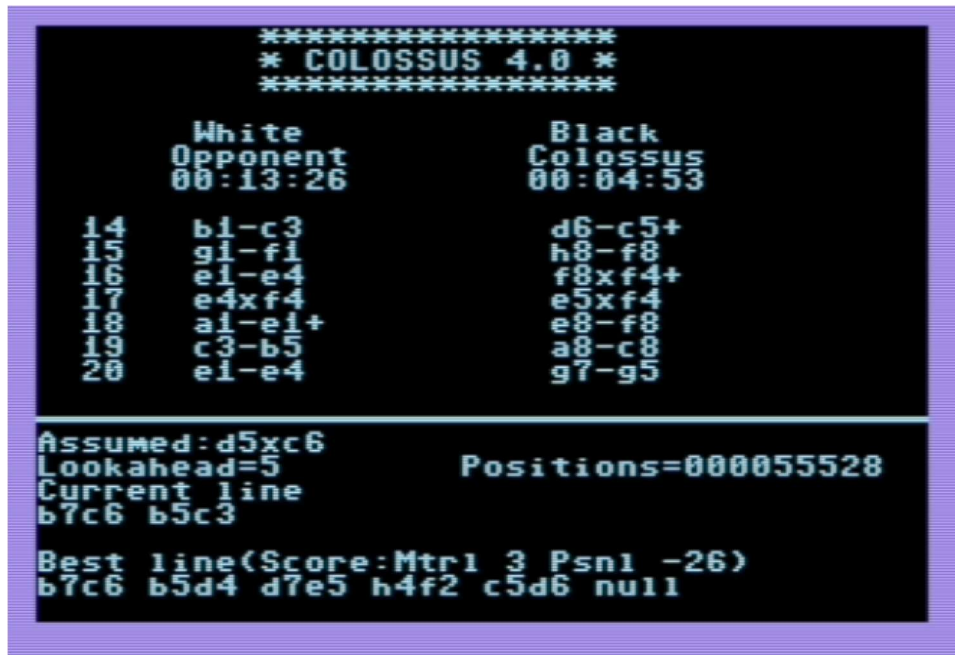 ****************
* COLOSSUS 4.0 *
****************
White Black
Opponent Colossus
00:13:26 00:04:53
14 b1-c3 d6-c5+
15 g1-f1 h8-f8
16 e1-e4 f8xf4+
17 e4xf4 e5xf4
18 a1-e1+ e8-f8
19 c3-b5 a8-c8
20 e1-e4 g7-g5
Assumed:d5xc6
Lookahead=5 Positions=000055528
Current line
b7c6 b5c3
Best line(Score:Mtrl 3 Psnl -26)
b7c6 b5d4 d7e5 h4f2 c5d6 null